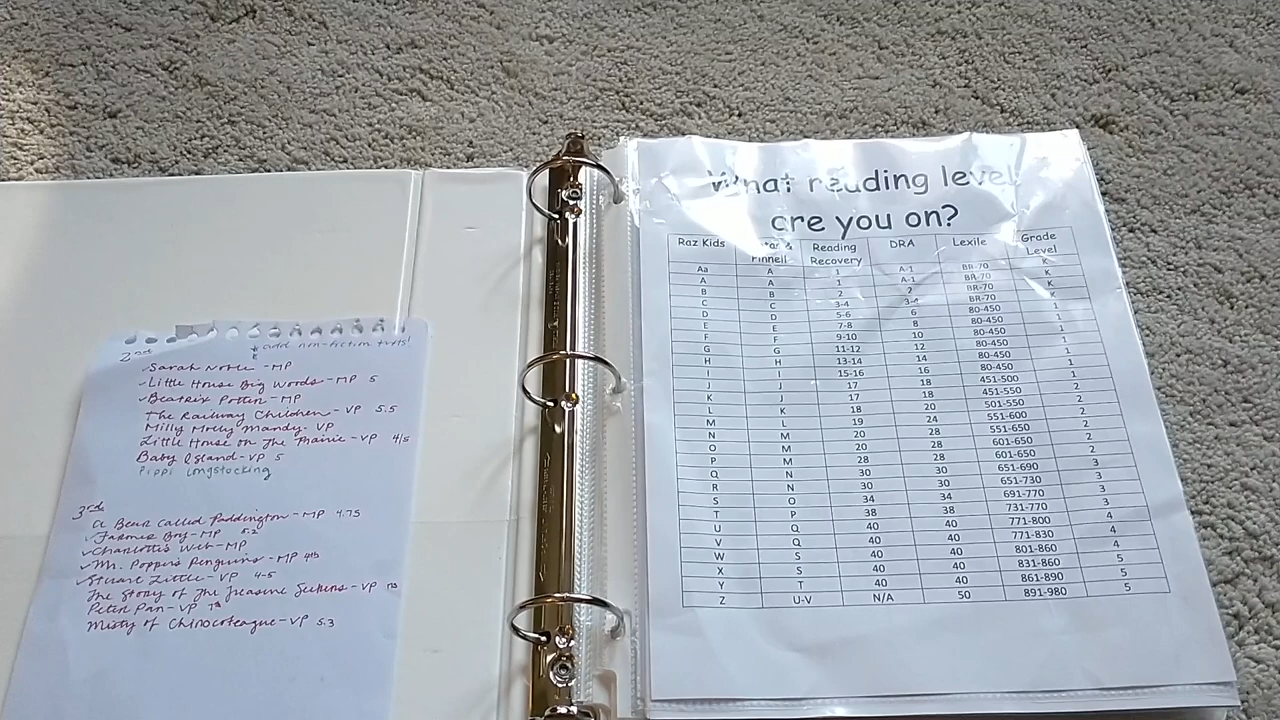 2nd
* add non-fiction texts!
✓Sarah Noble - MP
✓Little House Big Woods - MP 5
✓Beatrix Potter - MP
The Railway Children - VP 5.5
Milly Molly Mandy - VP
Little House on The Prairie - VP 4/5
Baby Island - VP 5
Pippi Longstocking
3rd
A Bear Called Paddington - MP 4.75
✓Farmer Boy - MP 5.2
✓Charlotte's Web - MP
✓Mr. Popper's Penguins - MP 4th
✓Stuart Little - VP 4-5
The Story of The Treasure Seekers - VP
Peter Pan - VP 7th
Misty of Chincoteague - VP 5.3
What reading level
are you on?
Raz Kids & Pinnell Reading Recovery DRA Lexile Grade Level
Aa A 1 A-1 BR-70 K
A A 1 A-1 BR-70 K
B B 2 2 BR-70 K
C C 3-4 3-4 BR-70 K
D D 5-6 6 80-450 1
E E 7-8 8 80-450 1
F F 9-10 10 80-450 1
G G 11-12 12 80-450 1
H H 13-14 14 80-450 1
I I 15-16 16 80-450 1
J J 17 18 451-500
K J 17 18
L K 18 20 501-550 2
M L 19 24 551-600 2
N M 20 28 551-650 2
O M 20 28 601-650 2
P M 28 28 601-650 2
Q N 30 30 651-690 3
R N 30 30 651-730 3
S O 34 34 691-770 3
T P 38 38 731-770 3
U Q 40 40 771-800 4
V Q 40 40 771-830 4
W S 40 40 801-860 4
X S 40 40 831-860 5
Y T 40 40 861-890 5
Z U-V N/A 50 891-980 5